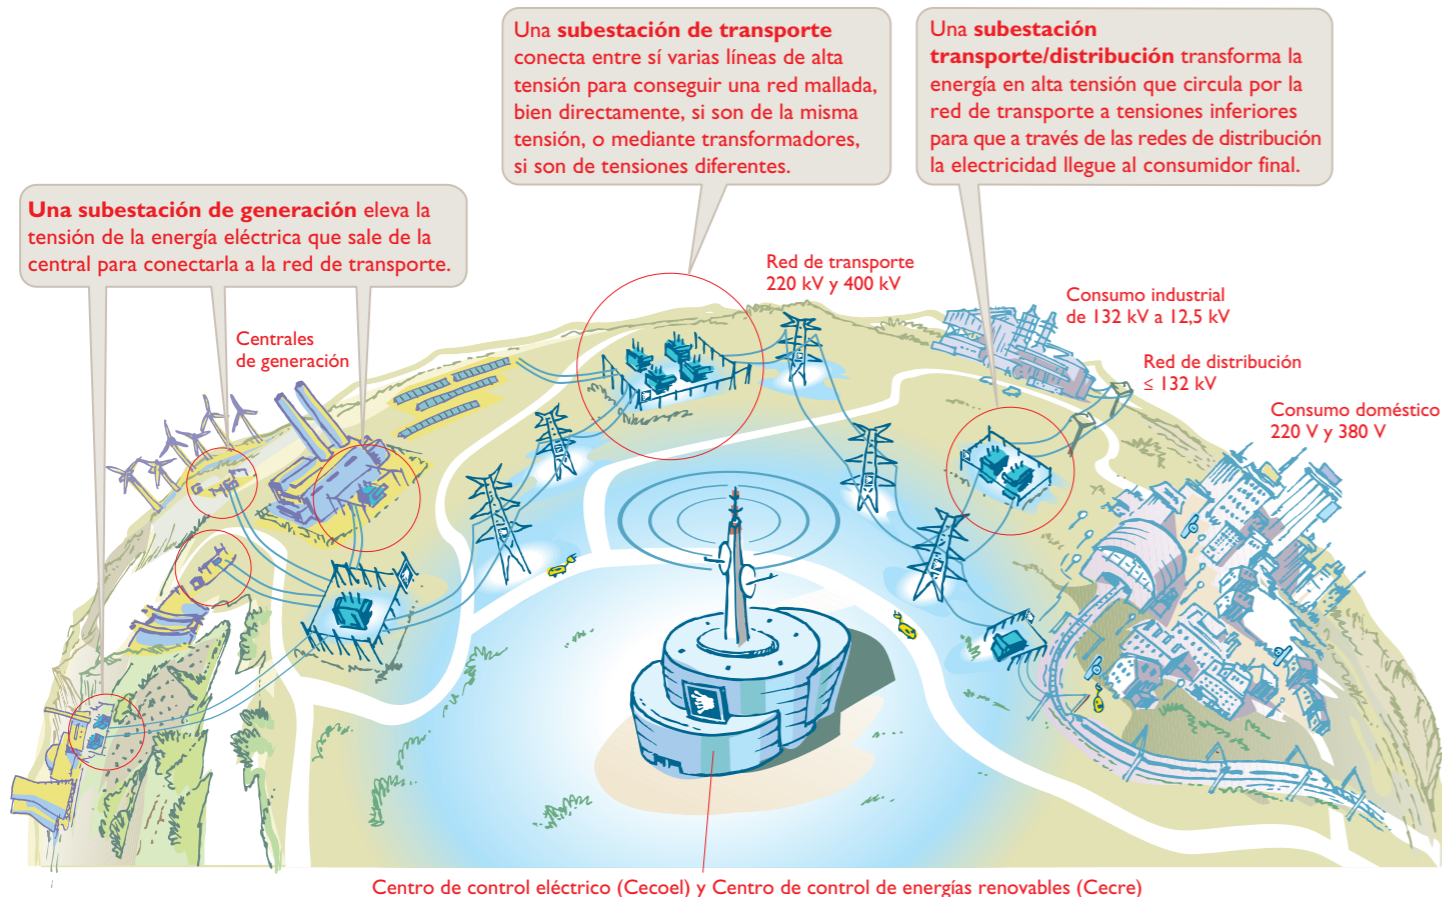 Una subestación de transporte
conecta entre sí varias líneas de alta
tensión para conseguir una red mallada,
bien directamente, si son de la misma
tensión, o mediante transformadores,
si son de tensiones diferentes.
Una subestación
transporte/distribución transforma la
energía en alta tensión que circula por la
red de transporte a tensiones inferiores
para que a través de las redes de distribución
la electricidad llegue al consumidor final.
Una subestación de generación eleva la
tensión de la energía eléctrica que sale de la
central para conectarla a la red de transporte.
Red de transporte
220 kV y 400 kV
Consumo industrial
de 132 kV a 12,5 kV
Centrales
de generación
Red de distribución
≤ 132 kV
Consumo doméstico
220 V y 380 V
Centro de control eléctrico (Cecoel) y Centro de control de energías renovables (Cecre)